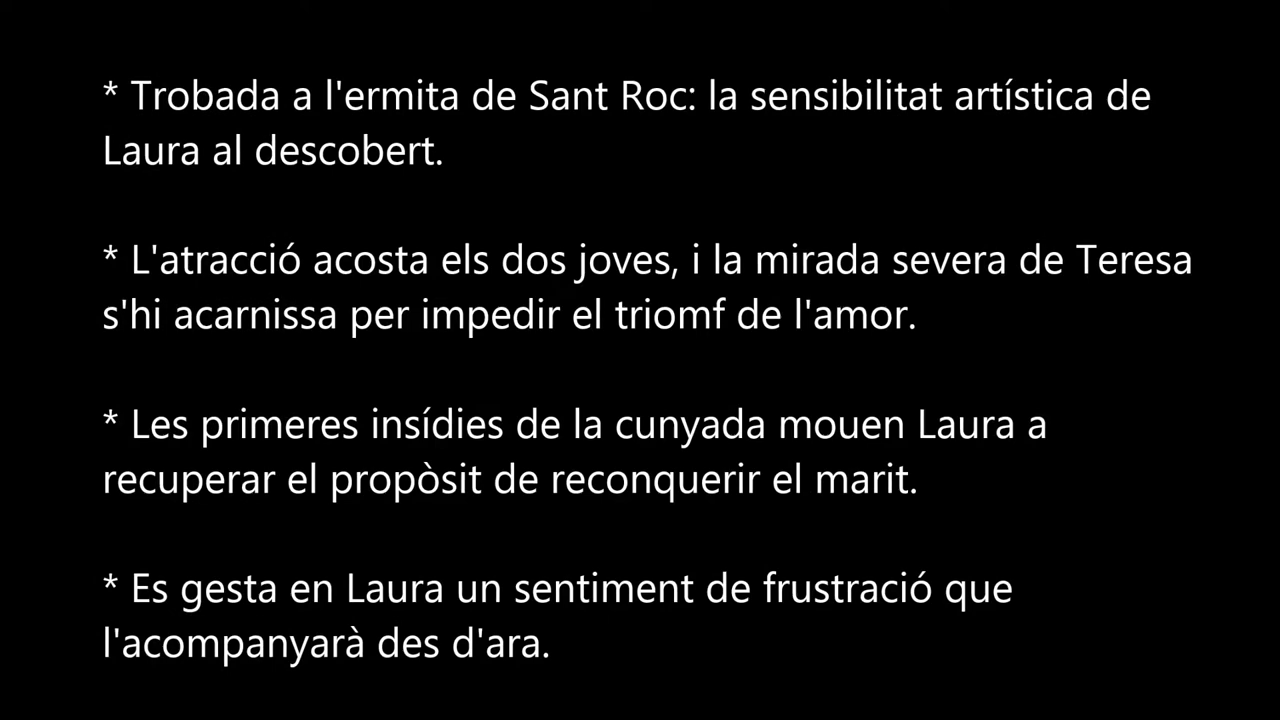 * Trobada a l'ermita de Sant Roc: la sensibilitat artística de
Laura al descobert.
* L'atracció acosta els dos joves, i la mirada severa de Teresa
s'hi acarnissa per impedir el triomf de l'amor.
* Les primeres insídies de la cunyada mouen Laura a
recuperar el propòsit de reconquerir el marit.
* Es gesta en Laura un sentiment de frustració que
l'acompanyarà des d'ara.